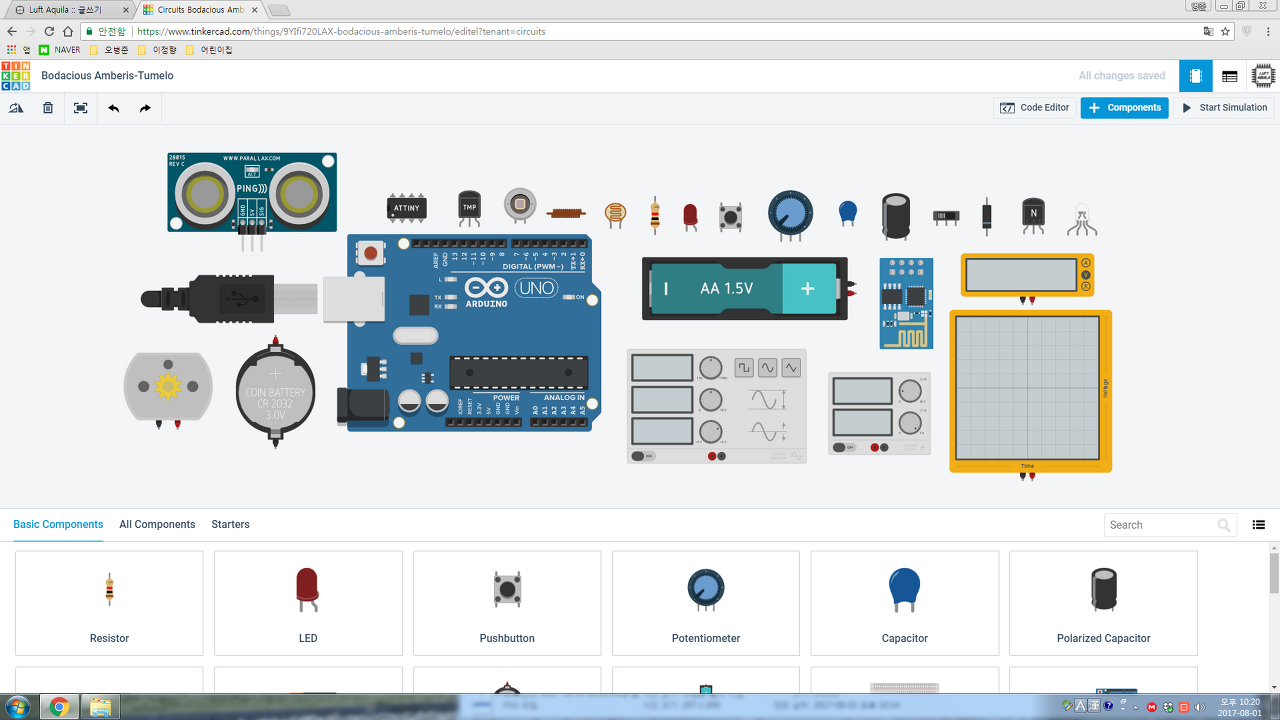 Luft Aquila :: 글쓰기
Circuits Bodacious Amb
안전함
https://www.tinkercad.com/things/9YIfi720LAX-bodacious-amberis-tumelo/editel?tenant=circuits
앱
NAVER
오병준
이정향
어린이집
TIN
KER
CAD
Bodacious Amberis-Tumelo
All changes saved
LUFT
AQUILA
Code Editor
Components
Start Simulation
28015
REV C
WWW.PARALLAX.COM
ALT
PING)))
GND
5V
SIG
ATTINY
TMP
N
AREF
GND
13
12
~11
~10
~9
8
7
~6
~5
4
~3
2
TX→1
RX←0
DIGITAL (PWM ~)
L
TX
RX
ARDUINO
UNO
ON
AA 1.5V
+
A
V
R
COIN BATTERY
CR 2032
3.0V
POWER
ANALOG IN
IOREF
RESET
3.3V
5V
GND
GND
Vin
A0
A1
A2
A3
A4
A5
OFF
OFF
Voltage
Time
Basic Components
All Components
Starters
Search
Resistor
LED
Pushbutton
Potentiometer
Capacitor
Polarized Capacitor
A
오후 10:20
2017-08-01